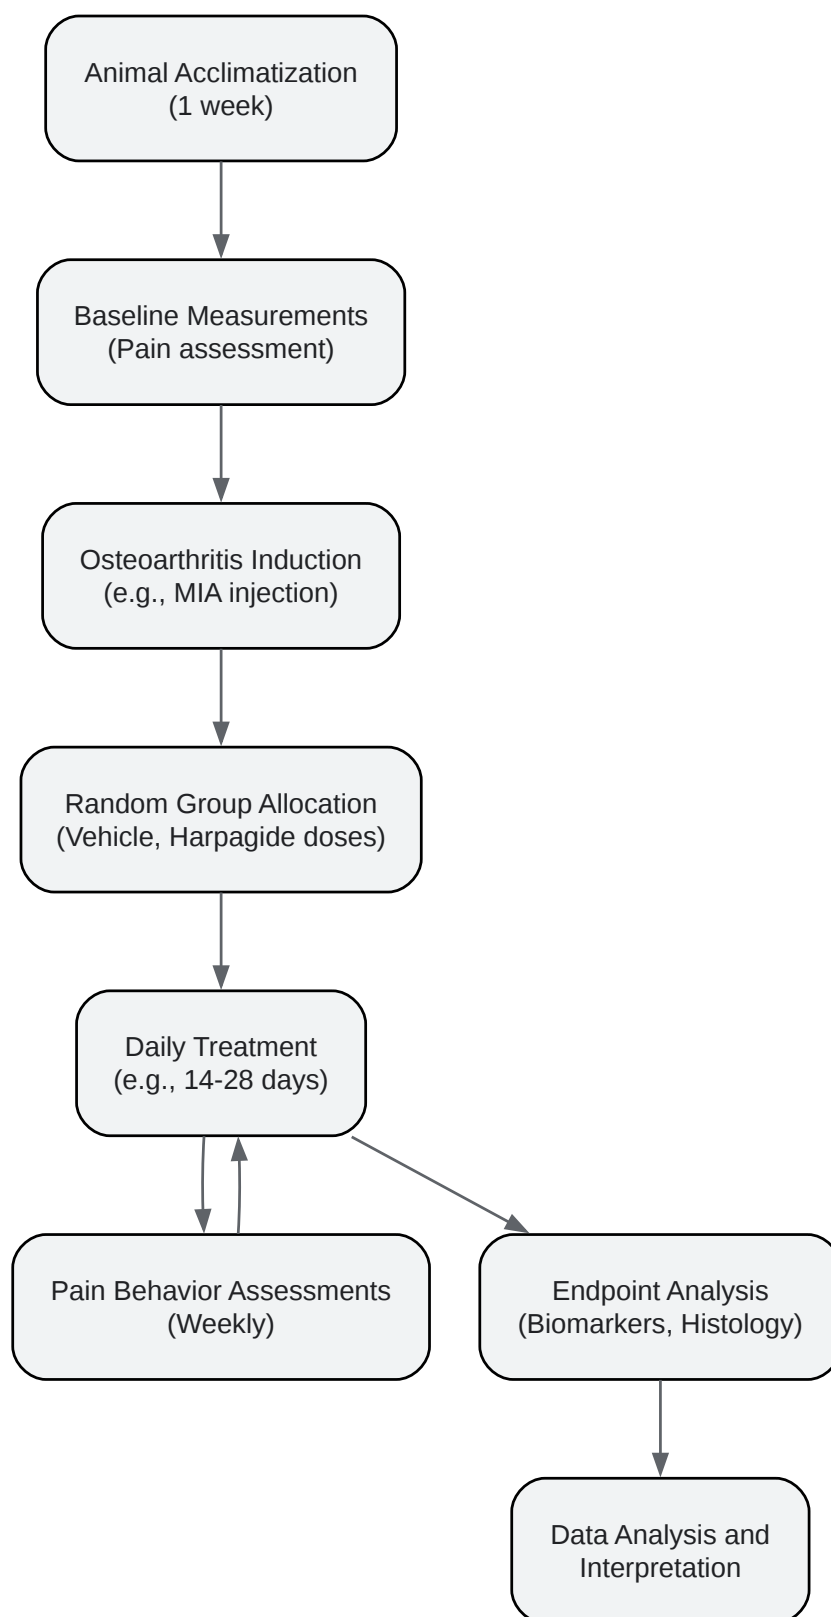 Animal Acclimatization
(1 week)
Baseline Measurements
(Pain assessment)
Osteoarthritis Induction
(e.g., MIA injection)
Random Group Allocation
(Vehicle, Harpagide doses)
Daily Treatment
(e.g., 14-28 days)
Pain Behavior Assessments
(Weekly)
Endpoint Analysis
(Biomarkers, Histology)
Data Analysis and
Interpretation